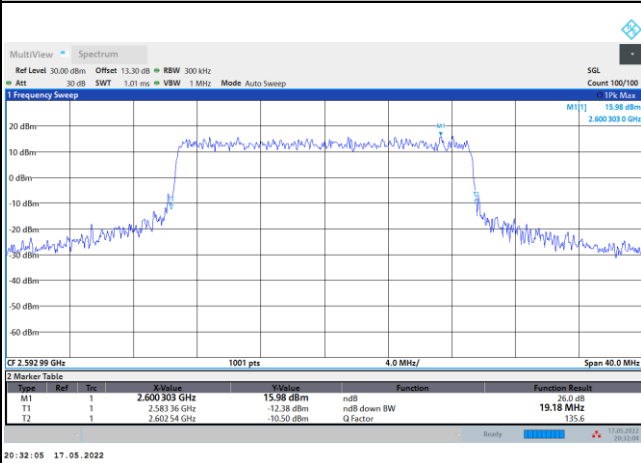 MultiView Spectrum
Ref Level 30.00 dBm Offset 13.30 dB RBW 300 kHz SGL
Att 30 dB SWT 1.01 ms VBW 1 MHz Mode Auto Sweep Count 100/100
1 Frequency Sweep 1Pk Max
M1[1] 15.98 dBm
2.600 303 0 GHz
M1
20 dBm
10 dBm
0 dBm
-10 dBm
-20 dBm
-30 dBm
-40 dBm
-50 dBm
-60 dBm
CF 2.592 99 GHz 1001 pts 4.0 MHz/ Span 40.0 MHz
2 Marker Table
Type Ref Trc X-Value Y-Value Function Function Result
M1 1 2.600 303 GHz 15.98 dBm ndB 26.0 dB
T1 1 2.583 36 GHz -12.38 dBm ndB down BW 19.18 MHz
T2 1 2.602 54 GHz -10.50 dBm Q Factor 135.6
Ready 17.05.2022
20:32:04
20:32:05 17.05.2022